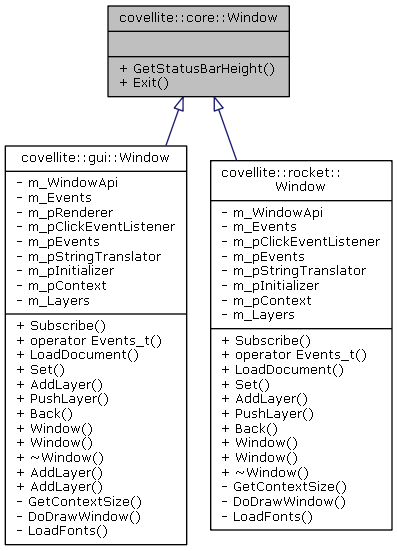 covellite::core::Window
+ GetStatusBarHeight()
+ Exit()
covellite::gui::Window
- m_WindowApi
- m_Events
- m_pRenderer
- m_pClickEventListener
- m_pEvents
- m_pStringTranslator
- m_pInitializer
- m_pContext
- m_Layers
+ Subscribe()
+ operator Events_t()
+ LoadDocument()
+ Set()
+ AddLayer()
+ PushLayer()
+ Back()
+ Window()
+ Window()
+ ~Window()
+ AddLayer()
+ AddLayer()
- GetContextSize()
- DoDrawWindow()
- LoadFonts()
covellite::rocket::
Window
- m_WindowApi
- m_Events
- m_pClickEventListener
- m_pEvents
- m_pStringTranslator
- m_pInitializer
- m_pContext
- m_Layers
+ Subscribe()
+ operator Events_t()
+ LoadDocument()
+ Set()
+ AddLayer()
+ PushLayer()
+ Back()
+ Window()
+ Window()
+ ~Window()
- GetContextSize()
- DoDrawWindow()
- LoadFonts()